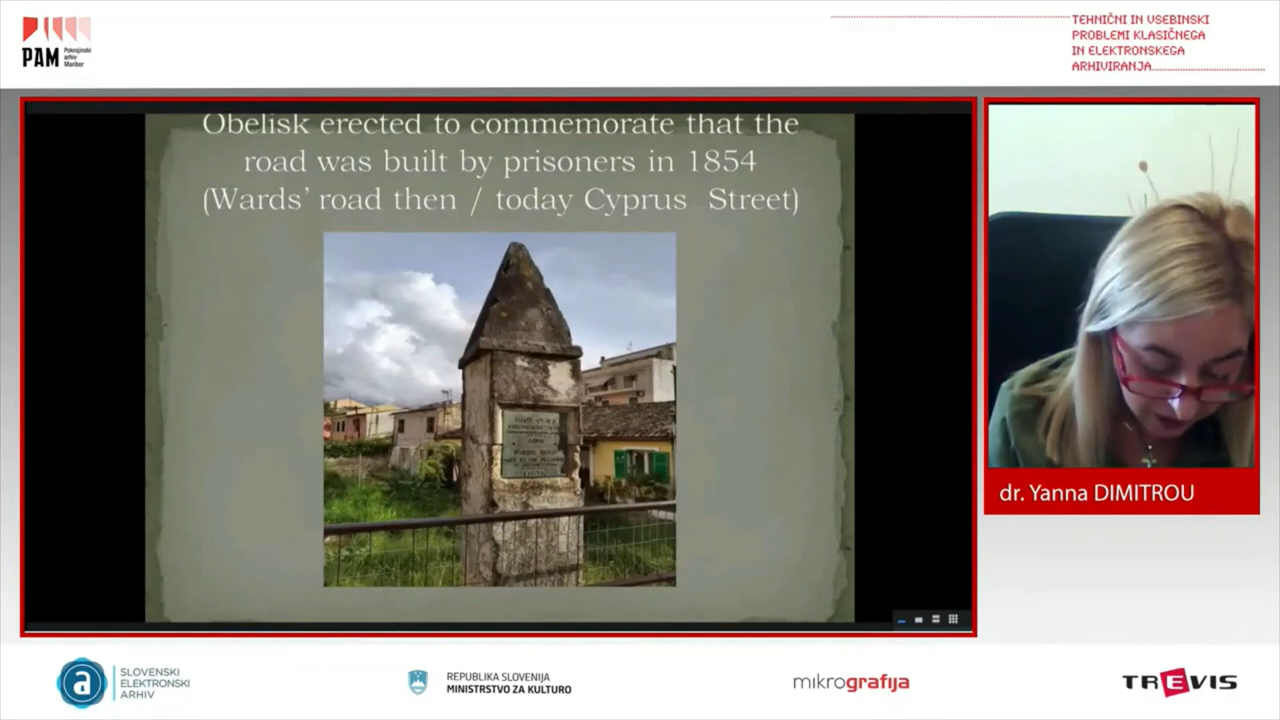 PAM
Pokrajinski
arhiv
Maribor
TEHNIČNI IN VSEBINSKI
PROBLEMI KLASIČNEGA
IN ELEKTRONSKEGA
ARHIVIRANJA
Obelisk erected to commemorate that the
road was built by prisoners in 1854
(Wards' road then / today Cyprus Street)
dr. Yanna DIMITROU
a
SLOVENSKI
ELEKTRONSKI
ARHIV
REPUBLIKA SLOVENIJA
MINISTRSTVO ZA KULTURO
mikrografija
TREVIS